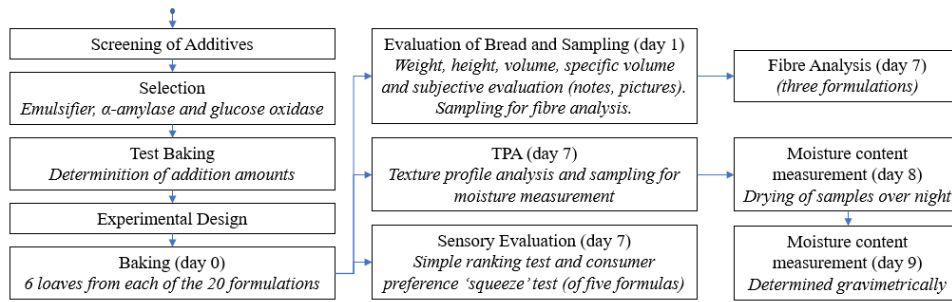 Screening of Additives
Selection
Emulsifier, α-amylase and glucose oxidase
Test Baking
Determinition of addition amounts
Experimental Design
Baking (day 0)
6 loaves from each of the 20 formulations
Evaluation of Bread and Sampling (day 1)
Weight, height, volume, specific volume
and subjective evaluation (notes, pictures).
Sampling for fibre analysis.
TPA (day 7)
Texture profile analysis and sampling for
moisture measurement
Sensory Evaluation (day 7)
Simple ranking test and consumer
preference ‘squeeze’ test (of five formulas)
Fibre Analysis (day 7)
(three formulations)
Moisture content
measurement (day 8)
Drying of samples over night
Moisture content
measurement (day 9)
Determined gravimetrically